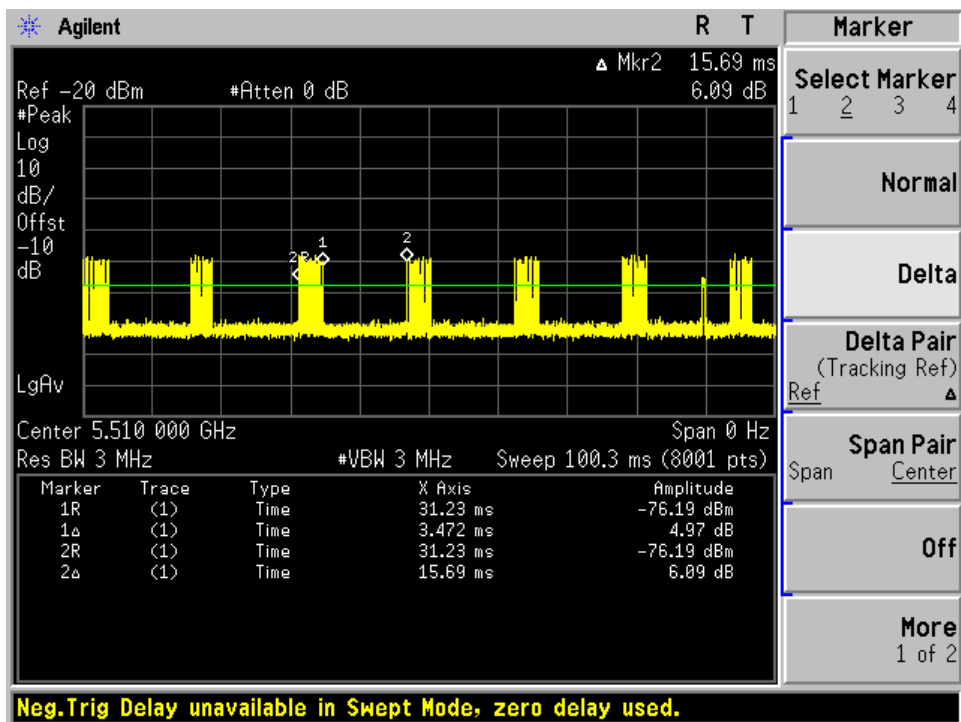 Agilent R T
Δ Mkr2 15.69 ms
Ref -20 dBm #Atten 0 dB 6.09 dB
#Peak
Log
10
dB/
Offst
-10
dB
2R 1 2
LgAv
Center 5.510 000 GHz Span 0 Hz
Res BW 3 MHz #VBW 3 MHz Sweep 100.3 ms (8001 pts)
Marker Trace Type X Axis Amplitude
1R (1) Time 31.23 ms -76.19 dBm
1Δ (1) Time 3.472 ms 4.97 dB
2R (1) Time 31.23 ms -76.19 dBm
2Δ (1) Time 15.69 ms 6.09 dB
Neg.Trig Delay unavailable in Swept Mode, zero delay used.
Marker
Select Marker
1 2 3 4
Normal
Delta
Delta Pair
(Tracking Ref)
Ref Δ
Span Pair
Span Center
Off
More
1 of 2